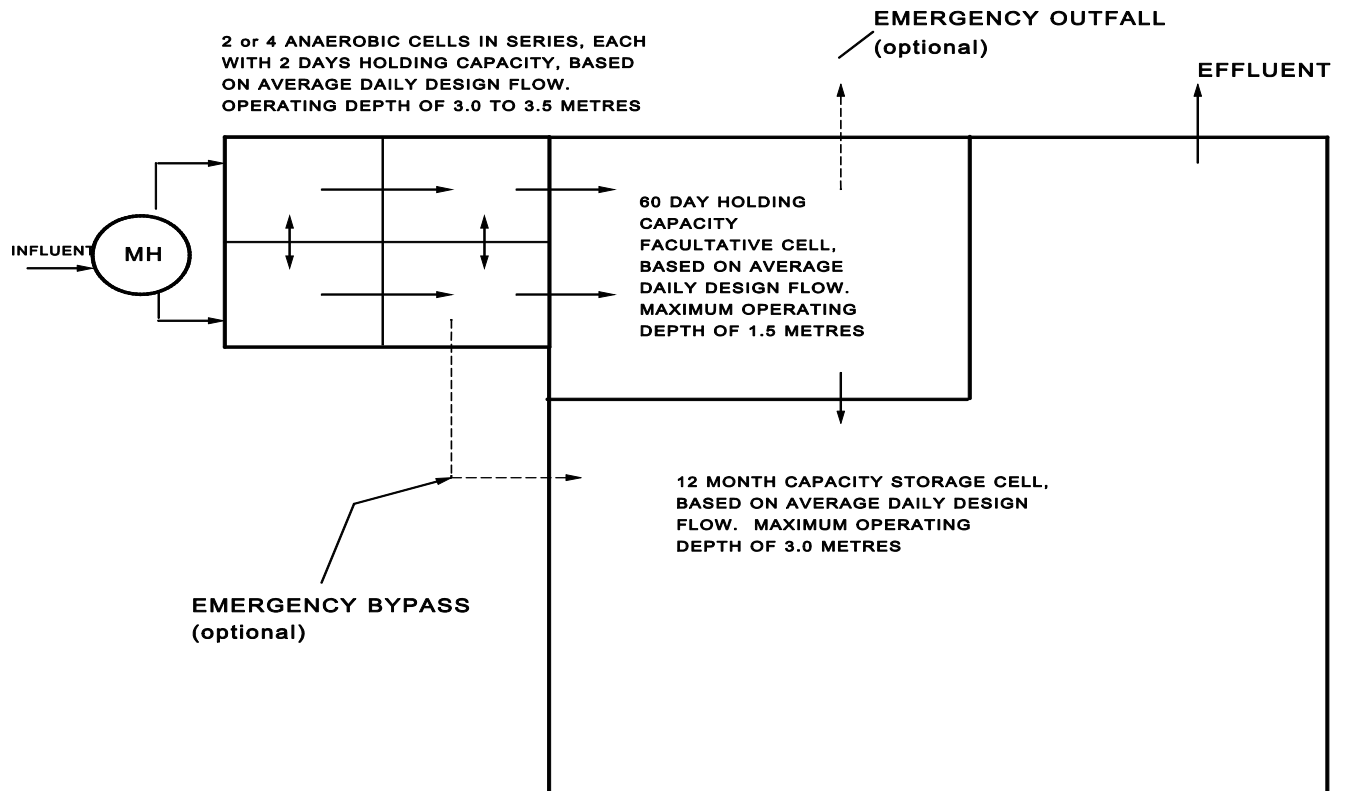 2 or 4 ANAEROBIC CELLS IN SERIES, EACH
WITH 2 DAYS HOLDING CAPACITY, BASED
ON AVERAGE DAILY DESIGN FLOW.
OPERATING DEPTH OF 3.0 TO 3.5 METRES
EMERGENCY OUTFALL
(optional)
EFFLUENT
INFLUENT
MH
60 DAY HOLDING
CAPACITY
FACULTATIVE CELL,
BASED ON AVERAGE
DAILY DESIGN FLOW.
MAXIMUM OPERATING
DEPTH OF 1.5 METRES
12 MONTH CAPACITY STORAGE CELL,
BASED ON AVERAGE DAILY DESIGN
FLOW.  MAXIMUM OPERATING
DEPTH OF 3.0 METRES
EMERGENCY BYPASS
(optional)